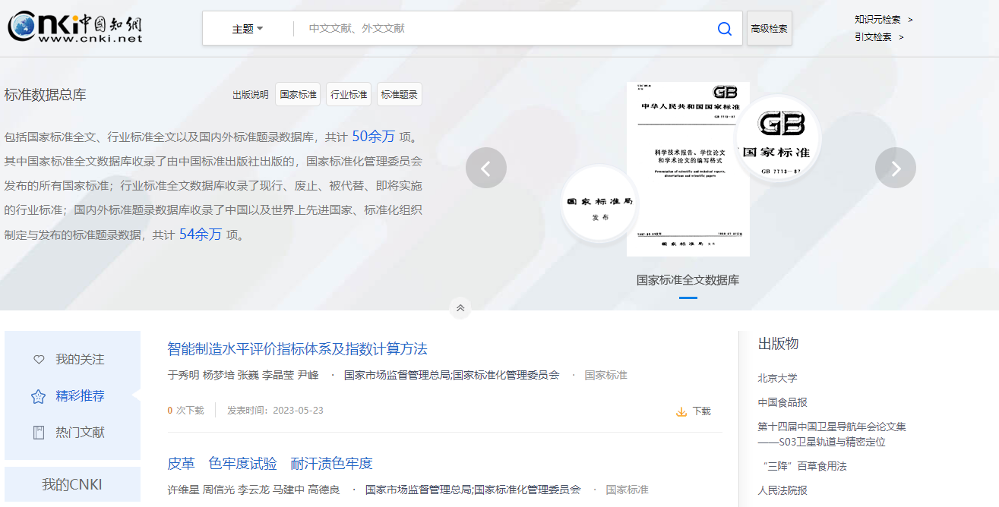 cnki中国知网
www.cnki.net
主题
中文文献、外文文献
高级检索
知识元检索 >
引文检索 >
标准数据总库
出版说明 国家标准 行业标准 标准题录
包括国家标准全文、行业标准全文以及国内外标准题录数据库，共计 50余万 项。
其中国家标准全文数据库收录了由中国标准出版社出版的，国家标准化管理委员会
发布的所有国家标准；行业标准全文数据库收录了现行、废止、被代替、即将实施
的行业标准；国内外标准题录数据库收录了中国以及世界上先进国家、标准化组织
制定与发布的标准题录数据，共计 54余万 项。
GB
中华人民共和国国家标准
GB 7713—87
科学技术报告、学位论文
和学术论文的编写格式
Presentation of scientific and technical reports,
dissertations and scientific papers
国家标准局 发布
GB
国家标准
GB 7713—87
国家标准局
发布
国家标准全文数据库
我的关注
精彩推荐
热门文献
我的CNKI
智能制造水平评价指标体系及指数计算方法
于秀明 杨梦培 张巍 李晶莹 尹峰 · 国家市场监督管理总局;国家标准化管理委员会 · 国家标准
0 次下载 发表时间：2023-05-23
下载
皮革 色牢度试验 耐汗渍色牢度
许维星 周信光 李云龙 马建中 高德良 · 国家市场监督管理总局;国家标准化管理委员会 · 国家标准
出版物
北京大学
中国食品报
第十四届中国卫星导航年会论文集
——S03卫星轨道与精密定位
“三降”百草食用法
人民法院报